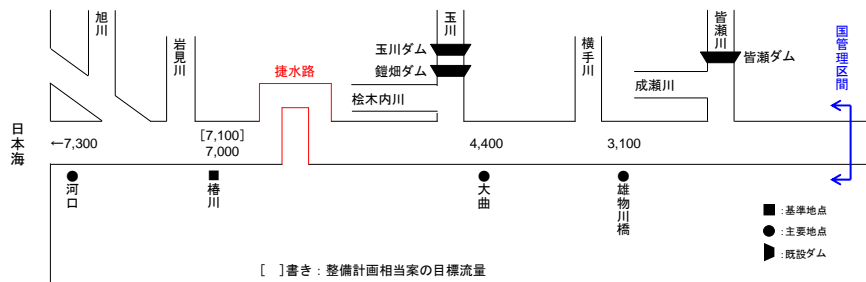 旭川
岩見川
捷水路
玉川
玉川ダム
鎧畑ダム
桧木内川
横手川
皆瀬川
皆瀬ダム
成瀬川
国管理区間
日本海
←7,300
[7,100]
7,000
4,400
3,100
河口
椿川
大曲
雄物川橋
■ :基準地点
● :主要地点
:既設ダム
[ ]書き：整備計画相当案の目標流量